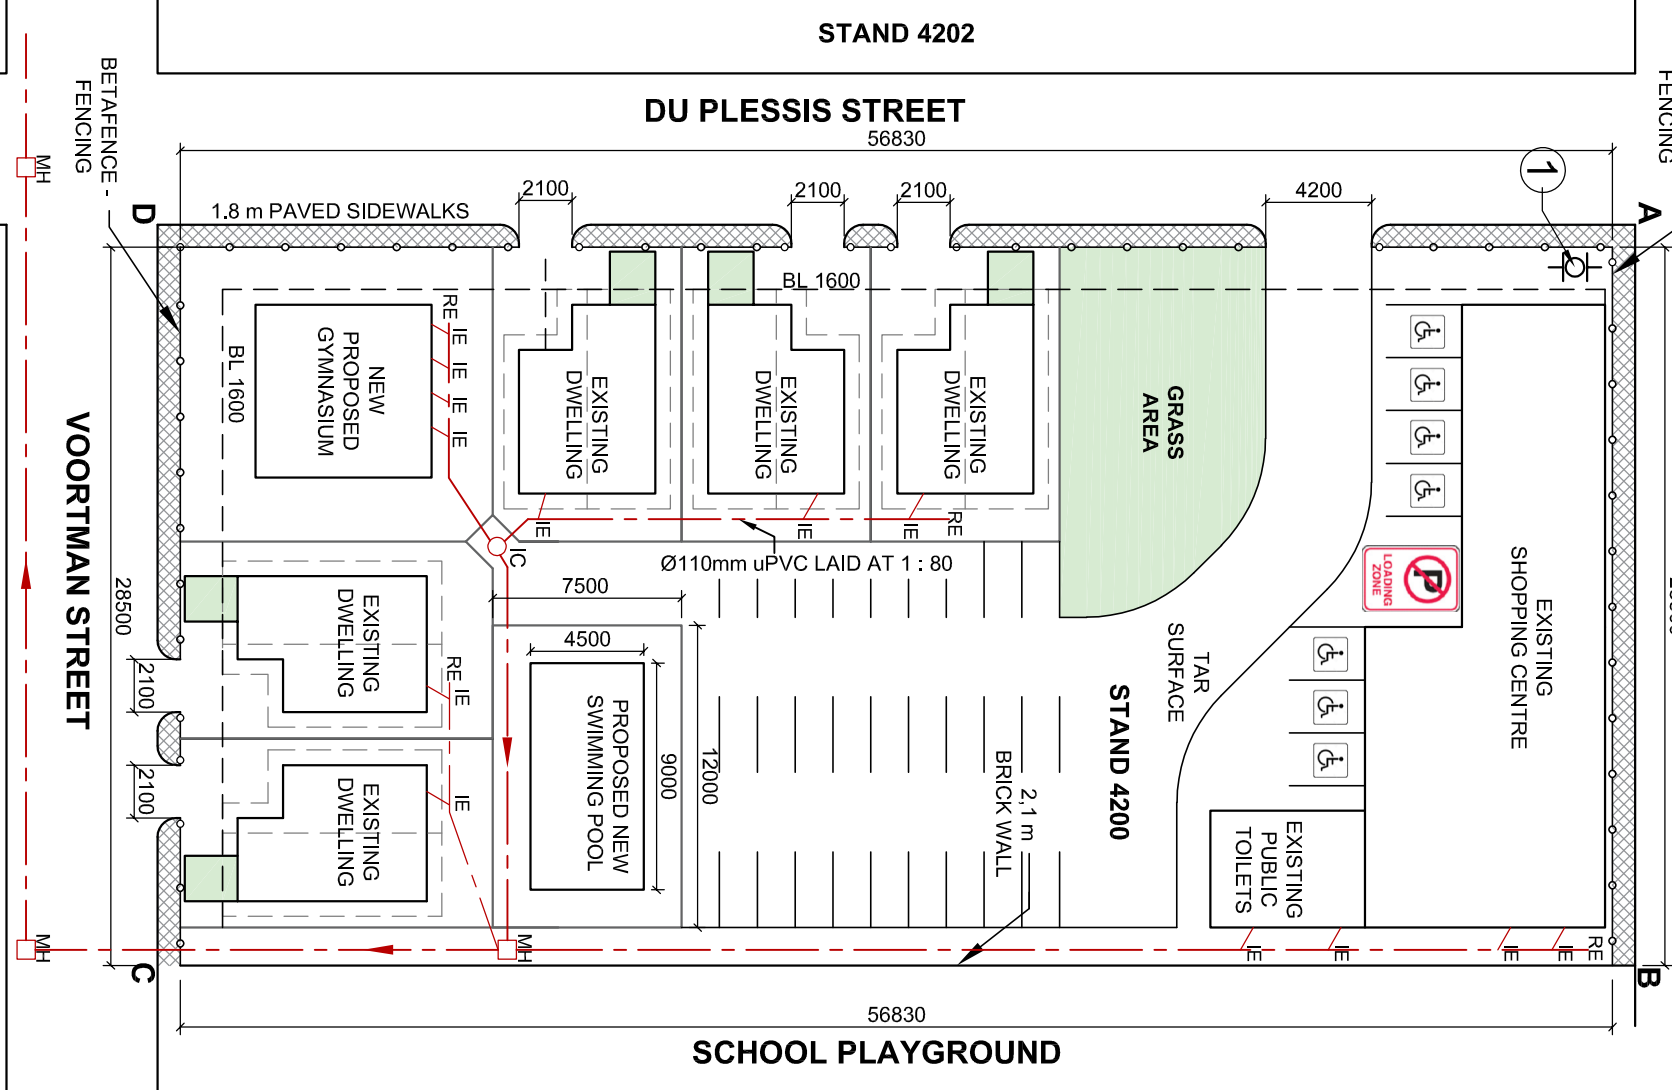 STAND 4202
DU PLESSIS STREET
56830
BETAFENCE -
FENCING
FENCING
1
A
D
MH
2100
2100
2100
4200
1.8 m PAVED SIDEWALKS
BL 1600
BL 1600
NEW
PROPOSED
GYMNASIUM
RE
IE
IE
IE
IE
EXISTING
DWELLING
EXISTING
DWELLING
EXISTING
DWELLING
GRASS
AREA
IE
IE
IE
RE
IC
Ø110mm uPVC LAID AT 1 : 80
P
LOADING
ZONE
EXISTING
SHOPPING CENTRE
VOORTMAN STREET
28500
2100
2100
EXISTING
DWELLING
RE
IE
EXISTING
DWELLING
IE
7500
4500
PROPOSED NEW
SWIMMING POOL
9000
12000
TAR
SURFACE
STAND 4200
2,1 m
BRICK WALL
EXISTING
PUBLIC
TOILETS
MH
MH
IE
IE
IE
IE
RE
C
B
56830
SCHOOL PLAYGROUND